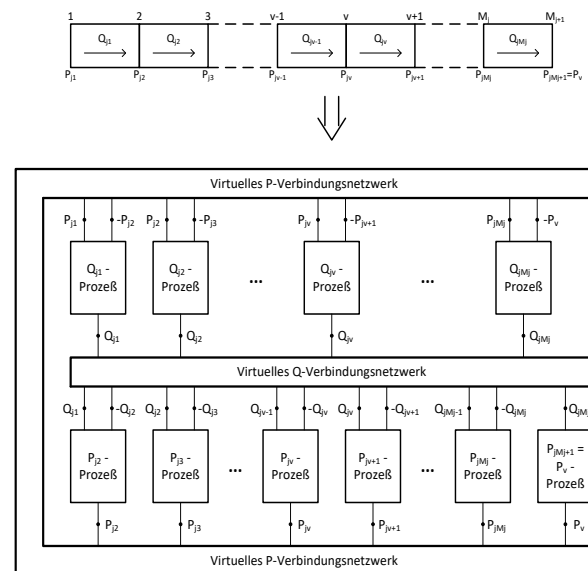 1 2 3 v-1 v v+1 Mj Mj+1
Qj1 Qj2 Qjv-1 Qjv QjMj
Pj1 Pj2 Pj3 Pjv-1 Pjv Pjv+1 PjMj PjMj+1=Pv
Virtuelles P-Verbindungsnetzwerk
Pj1 -Pj2 Pj2 -Pj3 Pjv -Pjv+1 PjMj -Pv
Qj1 - Prozeß
Qj2 - Prozeß
...
Qjv - Prozeß
...
QjMj - Prozeß
Qj1 Qj2 Qjv QjMj
Virtuelles Q-Verbindungsnetzwerk
Qj1 -Qj2 Qj2 -Qj3 Qjv-1 -Qjv Qjv -Qjv+1 QjMj-1 -QjMj QjMj
Pj2 - Prozeß
Pj3 - Prozeß
...
Pjv - Prozeß
Pjv+1 - Prozeß
...
PjMj - Prozeß
PjMj+1 = Pv - Prozeß
Pj2 Pj3 Pjv Pjv+1 PjMj Pv
Virtuelles P-Verbindungsnetzwerk